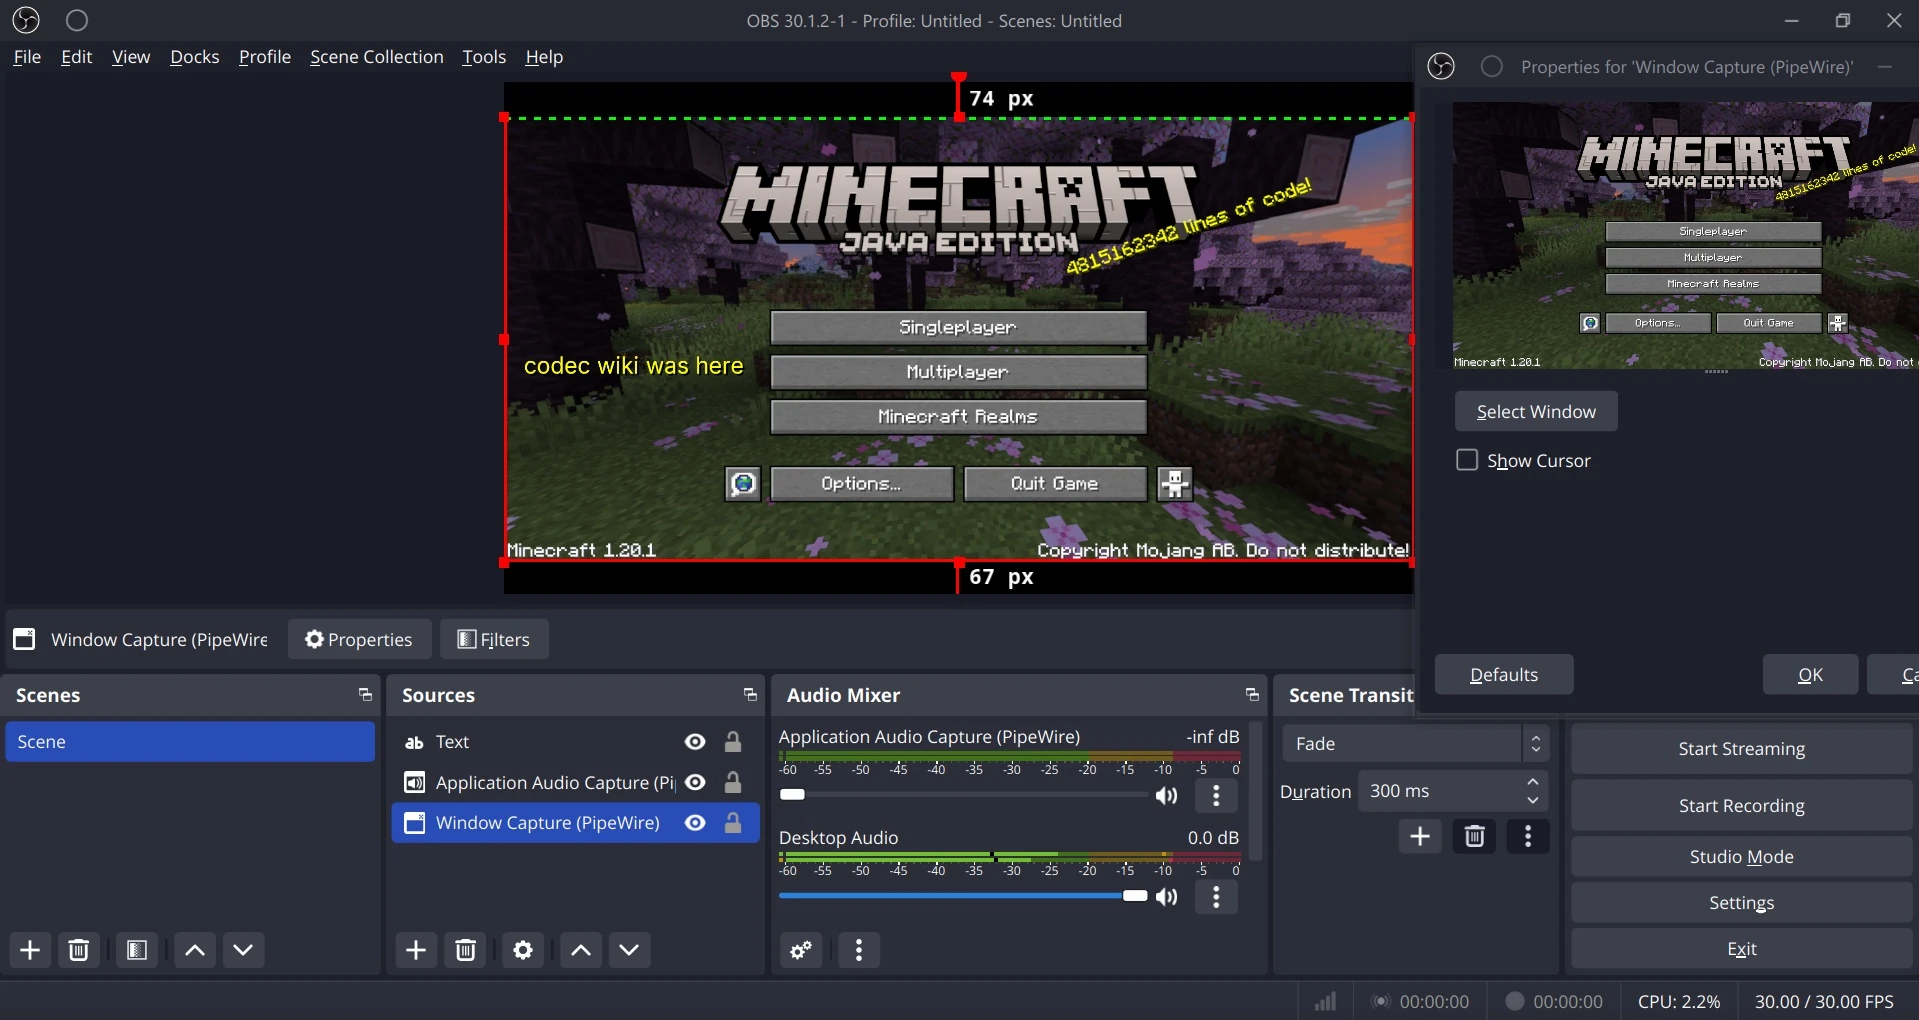 OBS 30.1.2-1 - Profile: Untitled - Scenes: Untitled
File Edit View Docks Profile Scene Collection Tools Help
74 px
MINECRAFT
JAVA EDITION
4815162342 lines of code!
Singleplayer
codec wiki was here
Multiplayer
Minecraft Realms
Options...
Quit Game
Minecraft 1.20.1
Copyright Mojang AB. Do not distribute!
67 px
Properties for 'Window Capture (PipeWire)'
MINECRAFT
JAVA EDITION
4815162342 lines of code!
Singleplayer
Multiplayer
Minecraft Realms
Options...
Quit Game
Minecraft 1.20.1
Copyright Mojang AB. Do not
Select Window
Show Cursor
Defaults
OK
Ca
Window Capture (PipeWire
Properties
Filters
Scenes
Scene
Sources
ab Text
Application Audio Capture (Pi
Window Capture (PipeWire)
Audio Mixer
Application Audio Capture (PipeWire) -inf dB
-60 -55 -50 -45 -40 -35 -30 -25 -20 -15 -10 -5 0
Desktop Audio 0.0 dB
-60 -55 -50 -45 -40 -35 -30 -25 -20 -15 -10 -5 0
Scene Transit
Fade
Duration 300 ms
Start Streaming
Start Recording
Studio Mode
Settings
Exit
00:00:00 00:00:00 CPU: 2.2% 30.00 / 30.00 FPS